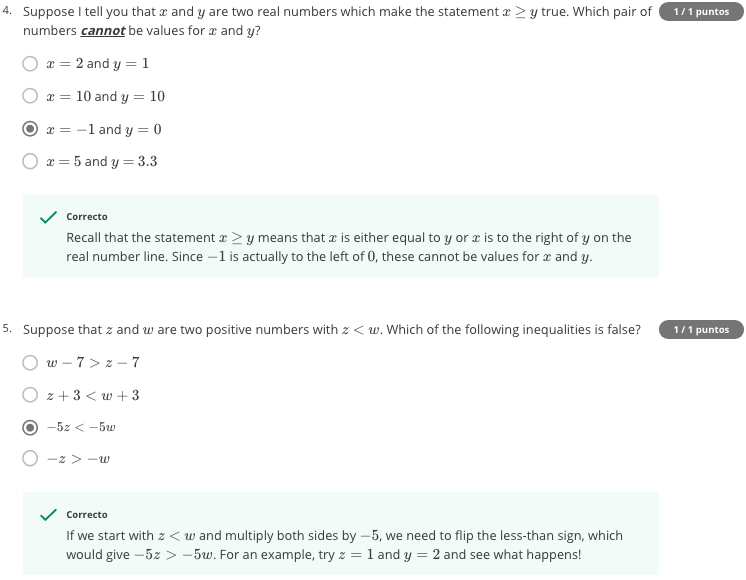 4. Suppose I tell you that x and y are two real numbers which make the statement x ≥ y true. Which pair of
1 / 1 puntos
numbers cannot be values for x and y?
x = 2 and y = 1
x = 10 and y = 10
x = −1 and y = 0
x = 5 and y = 3.3
Correcto
Recall that the statement x ≥ y means that x is either equal to y or x is to the right of y on the
real number line. Since −1 is actually to the left of 0, these cannot be values for x and y.
5. Suppose that z and w are two positive numbers with z < w. Which of the following inequalities is false?
1 / 1 puntos
w − 7 > z − 7
z + 3 < w + 3
−5z < −5w
−z > −w
Correcto
If we start with z < w and multiply both sides by −5, we need to flip the less-than sign, which
would give −5z > −5w. For an example, try z = 1 and y = 2 and see what happens!